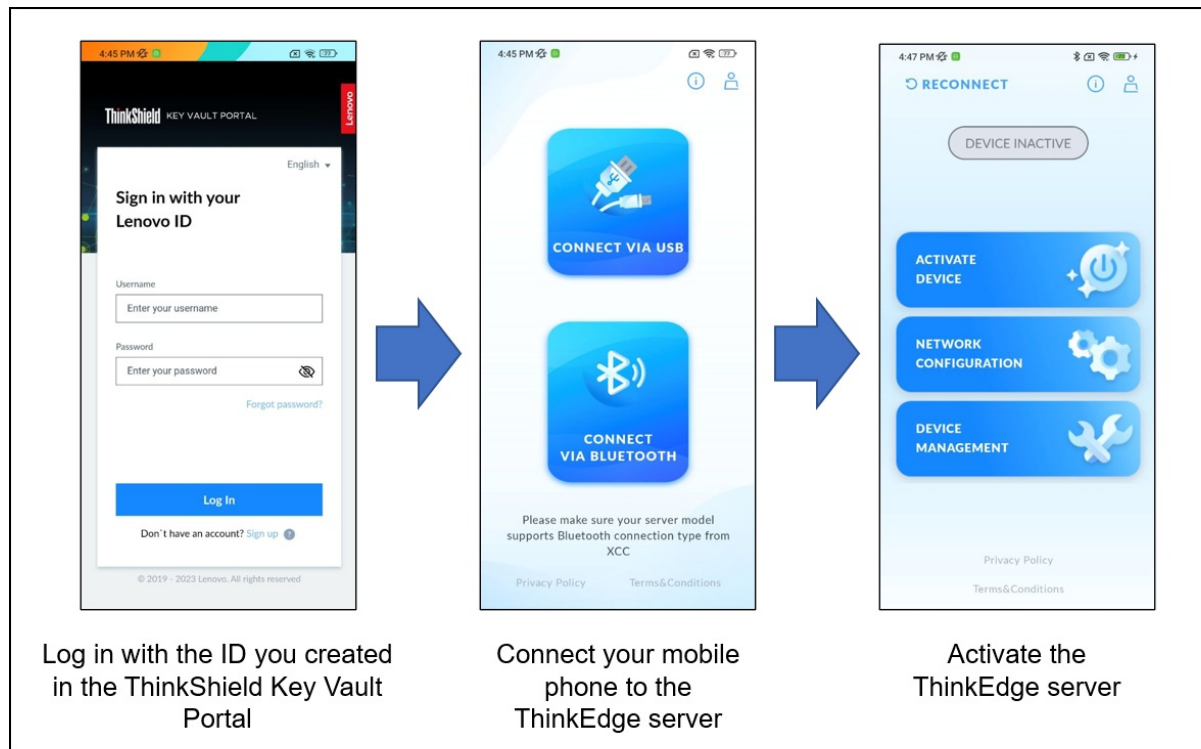 4:45 PM
77
ThinkShield KEY VAULT PORTAL
Lenovo
English
Sign in with your
Lenovo ID
Username
Enter your username
Password
Enter your password
Forgot password?
Log In
Don`t have an account? Sign up ?
© 2019 - 2023 Lenovo. All rights reserved
Log in with the ID you created
in the ThinkShield Key Vault
Portal
4:45 PM
77
CONNECT VIA USB
CONNECT
VIA BLUETOOTH
Please make sure your server model
supports Bluetooth connection type from
XCC
Privacy Policy Terms&Conditions
Connect your mobile
phone to the
ThinkEdge server
4:47 PM
RECONNECT
DEVICE INACTIVE
ACTIVATE
DEVICE
NETWORK
CONFIGURATION
DEVICE
MANAGEMENT
Privacy Policy
Terms&Conditions
Activate the
ThinkEdge server